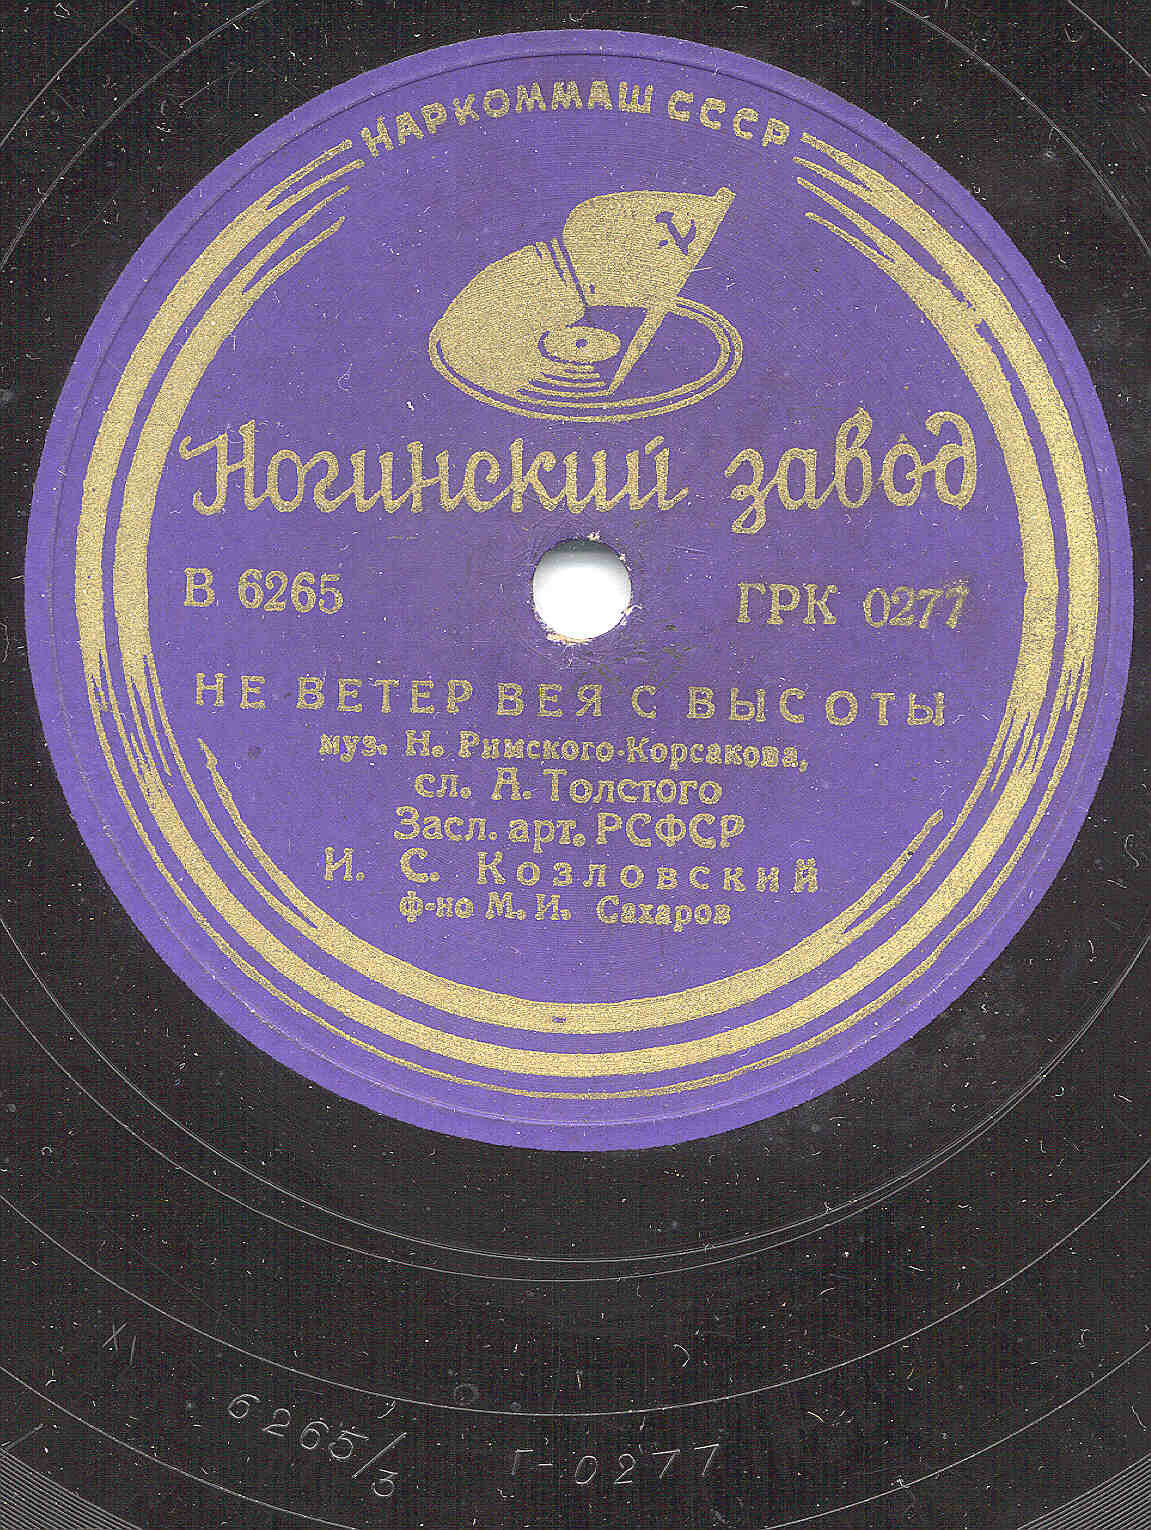 НАРКОММАШ СССР
Ногинский завод
В 6265 ГРК 0277
НЕ ВЕТЕР ВЕЯ С ВЫСОТЫ
муз. Н. Римского-Корсакова,
сл. А. Толстого
Засл. арт. РСФСР
И. С. Козловский
ф-но М. И. Сахаров
XI
6265/3 Г-0277